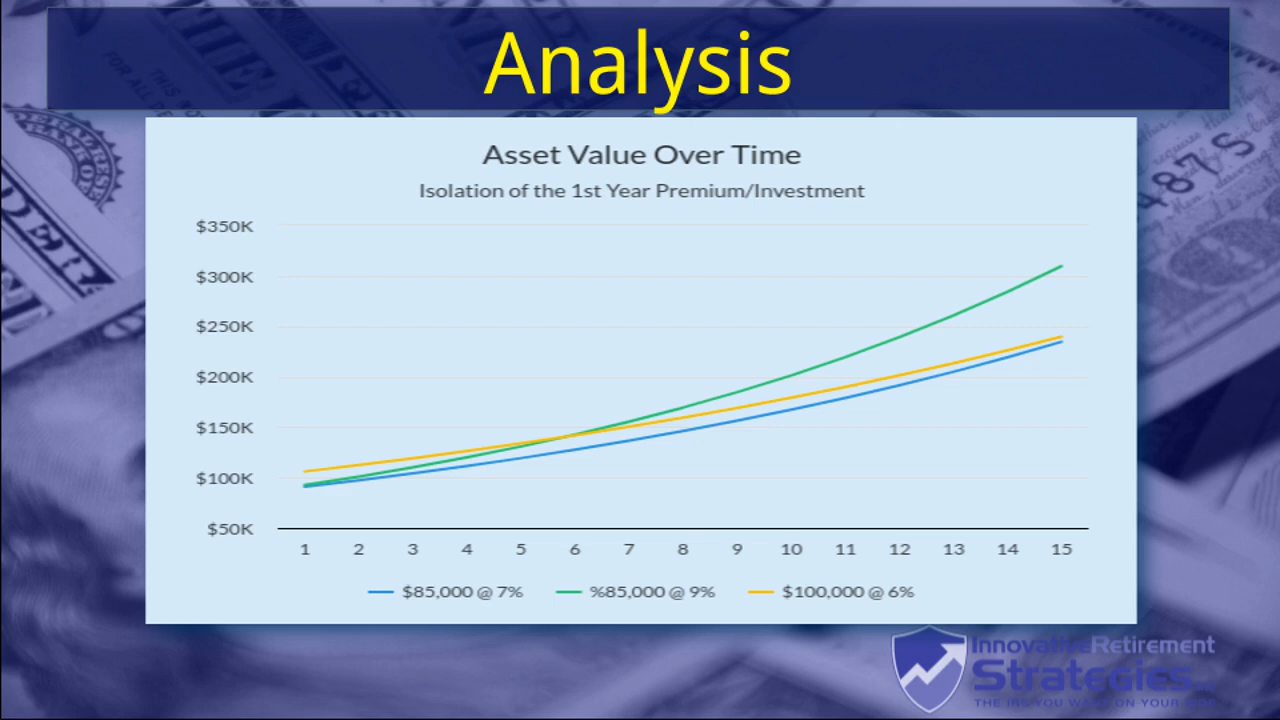 Analysis
Asset Value Over Time
Isolation of the 1st Year Premium/Investment
$350K
$300K
$250K
$200K
$150K
$100K
$50K
1 2 3 4 5 6 7 8 9 10 11 12 13 14 15
$85,000 @ 7% %85,000 @ 9% $100,000 @ 6%
InnovativeRetirement
Strategies